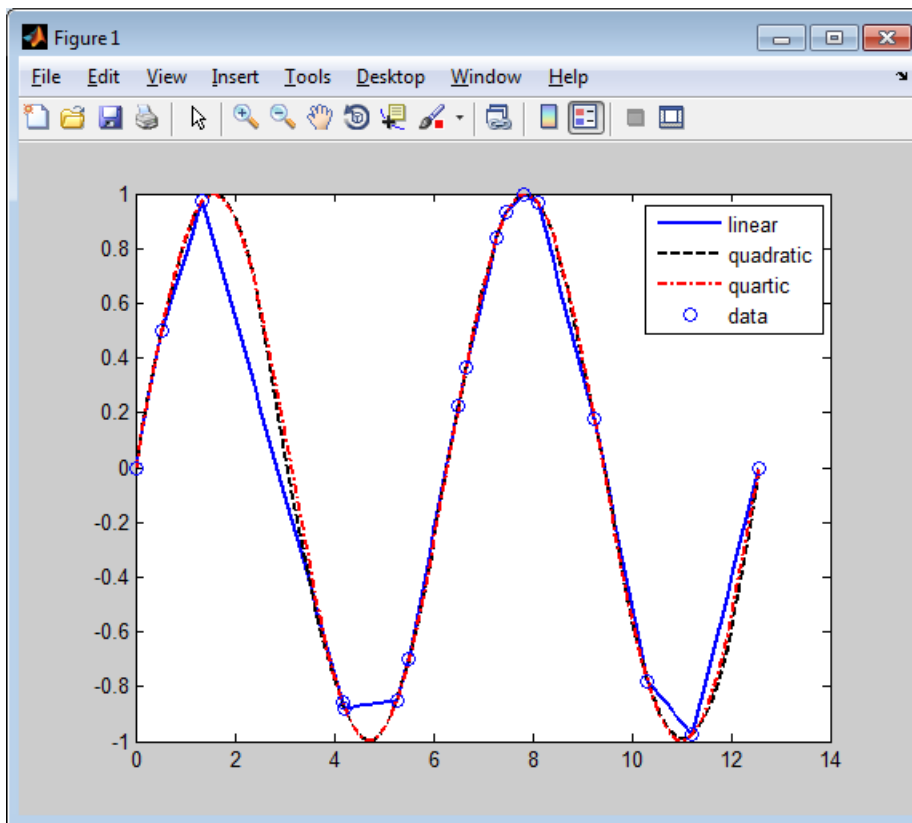 Figure 1
File Edit View Insert Tools Desktop Window Help
1
0.8
0.6
0.4
0.2
0
-0.2
-0.4
-0.6
-0.8
-1
0 2 4 6 8 10 12 14
linear
quadratic
quartic
data